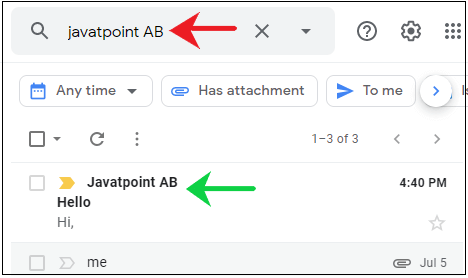 javatpoint AB
Any time Has attachment To me
1–3 of 3
Javatpoint AB 4:40 PM
Hello
Hi,
me Jul 5